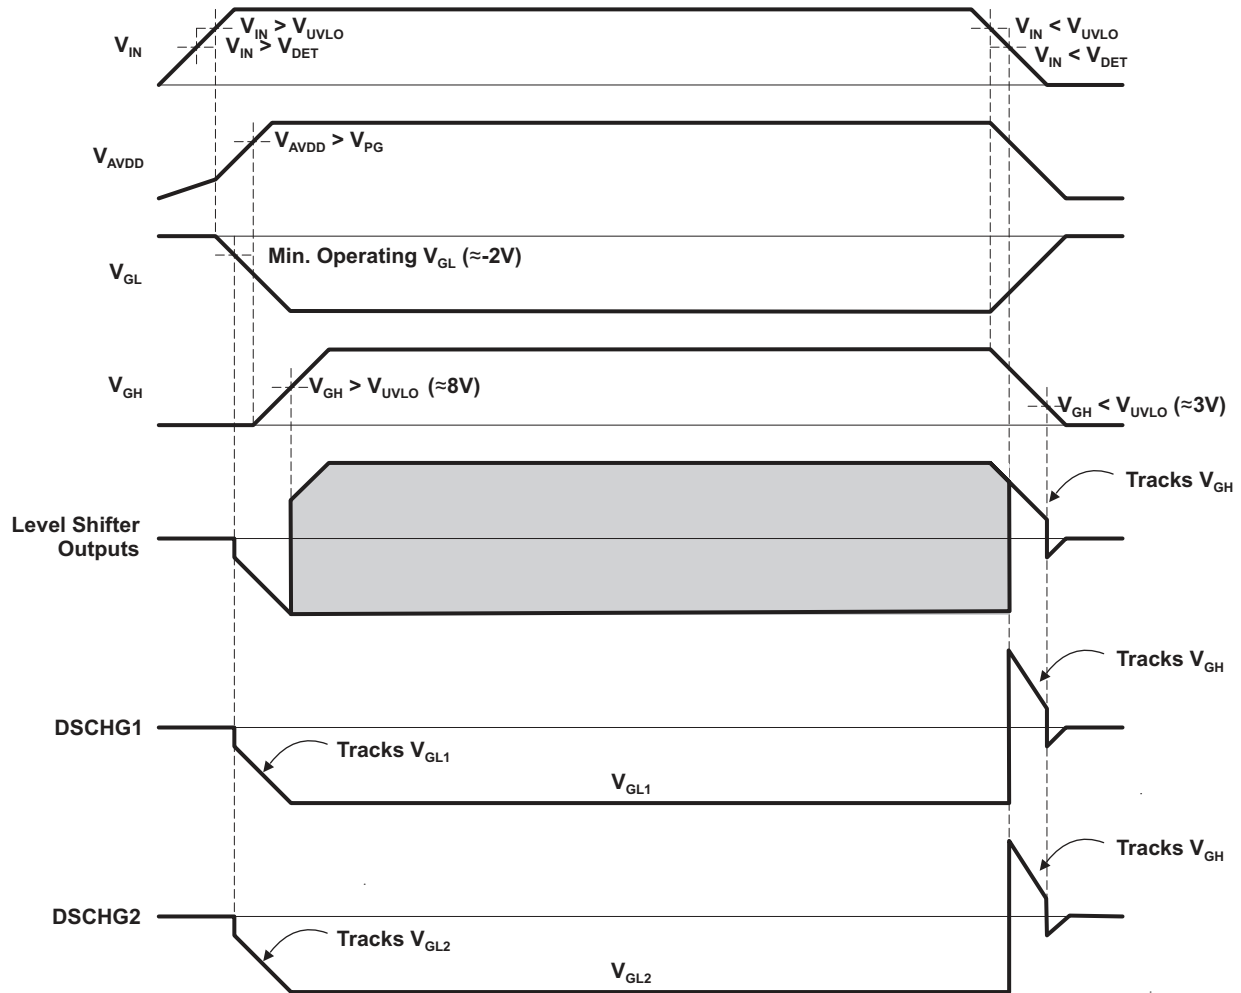 V_IN
V_IN > V_UVLO
V_IN > V_DET
V_IN < V_UVLO
V_IN < V_DET
V_AVDD
V_AVDD > V_PG
V_GL
Min. Operating V_GL (≈-2V)
V_GH
V_GH > V_UVLO (≈8V)
V_GH < V_UVLO (≈3V)
Tracks V_GH
Level Shifter
Outputs
Tracks V_GH
DSCHG1
Tracks V_GL1
V_GL1
Tracks V_GH
DSCHG2
Tracks V_GL2
V_GL2